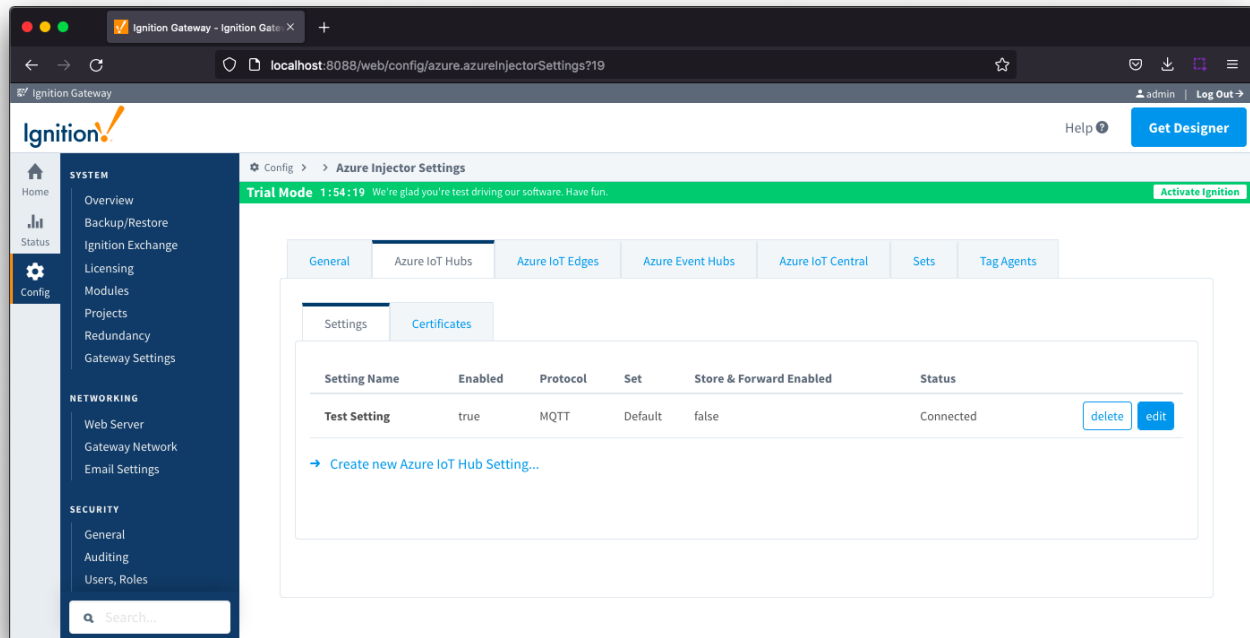 Ignition Gateway - Ignition Gate
localhost:8088/web/config/azure.azureInjectorSettings?19
Ignition Gateway
admin | Log Out
Ignition!
Help
Get Designer
Config > > Azure Injector Settings
Trial Mode 1:54:19 We're glad you're test driving our software. Have fun.
Activate Ignition
Home
Status
Config
SYSTEM
Overview
Backup/Restore
Ignition Exchange
Licensing
Modules
Projects
Redundancy
Gateway Settings
NETWORKING
Web Server
Gateway Network
Email Settings
SECURITY
General
Auditing
Users, Roles
Search...
General Azure IoT Hubs Azure IoT Edges Azure Event Hubs Azure IoT Central Sets Tag Agents
Settings Certificates
Setting Name Enabled Protocol Set Store & Forward Enabled Status
Test Setting true MQTT Default false Connected delete edit
Create new Azure IoT Hub Setting...